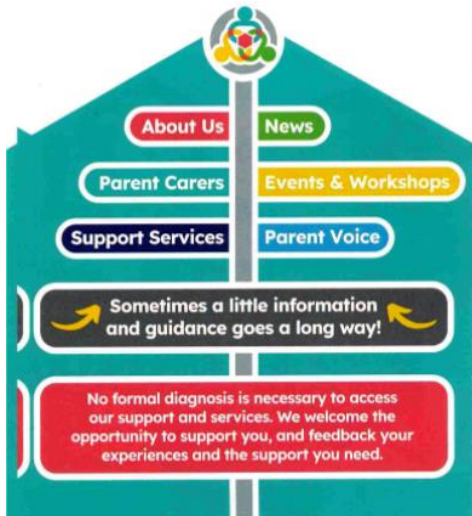 About Us
News
Parent Carers
Events & Workshops
Support Services
Parent Voice
Sometimes a little information
and guidance goes a long way!
No formal diagnosis is necessary to access
our support and services. We welcome the
opportunity to support you, and feedback your
experiences and the support you need.